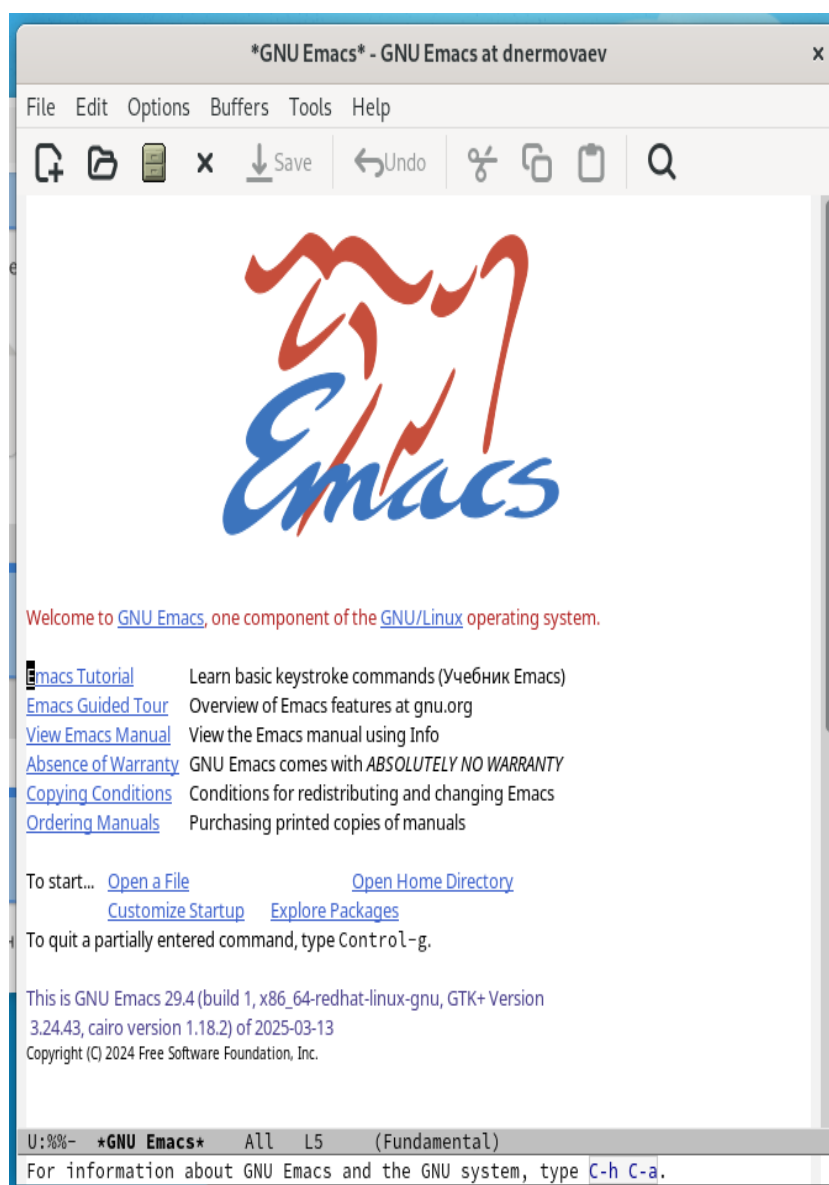 *GNU Emacs* - GNU Emacs at dnermovaev ×
File Edit Options Buffers Tools Help
Save Undo
Emacs
Welcome to GNU Emacs, one component of the GNU/Linux operating system.
Emacs Tutorial Learn basic keystroke commands (Учебник Emacs)
Emacs Guided Tour Overview of Emacs features at gnu.org
View Emacs Manual View the Emacs manual using Info
Absence of Warranty GNU Emacs comes with ABSOLUTELY NO WARRANTY
Copying Conditions Conditions for redistributing and changing Emacs
Ordering Manuals Purchasing printed copies of manuals
To start... Open a File Open Home Directory
Customize Startup Explore Packages
To quit a partially entered command, type Control-g.
This is GNU Emacs 29.4 (build 1, x86_64-redhat-linux-gnu, GTK+ Version
3.24.43, cairo version 1.18.2) of 2025-03-13
Copyright (C) 2024 Free Software Foundation, Inc.
U:%%- *GNU Emacs* All L5 (Fundamental)
For information about GNU Emacs and the GNU system, type C-h C-a.